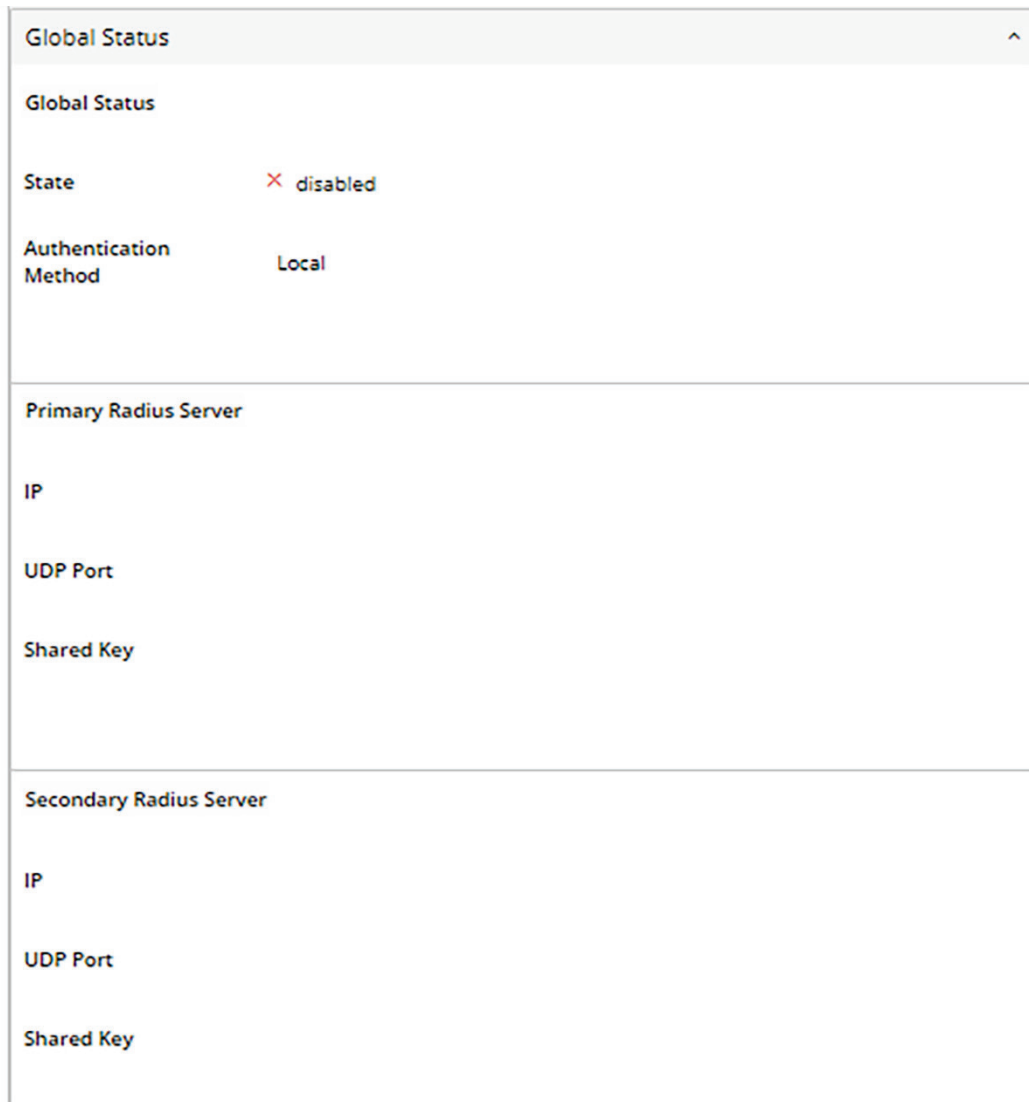 Global Status
Global Status
State disabled
Authentication
Method
Local
Primary Radius Server
IP
UDP Port
Shared Key
Secondary Radius Server
IP
UDP Port
Shared Key